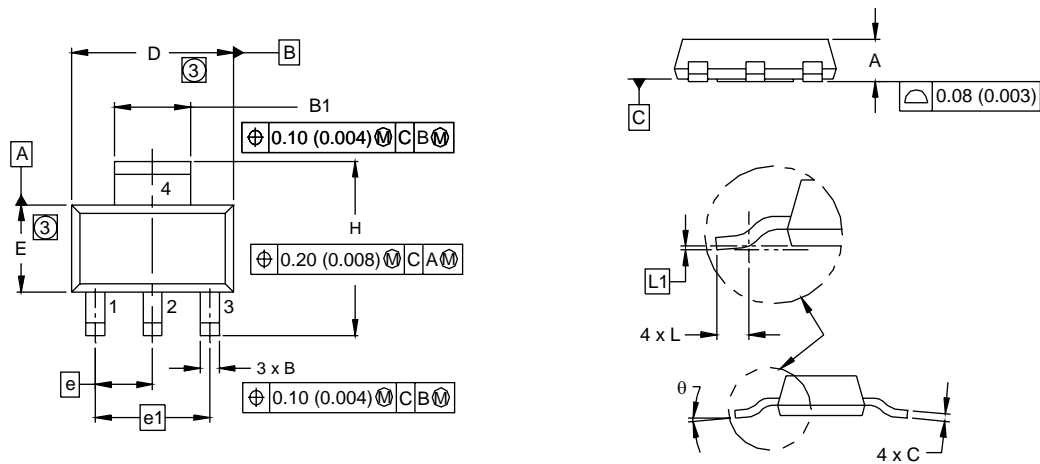 D
③
B
B1
⌖ 0.10 (0.004) Ⓜ C B Ⓜ
A
4
③
E
H
⌖ 0.20 (0.008) Ⓜ C A Ⓜ
1
2
3
3 x B
e
e1
⌖ 0.10 (0.004) Ⓜ C B Ⓜ
A
C
⌓ 0.08 (0.003)
L1
4 x L
θ
4 x C